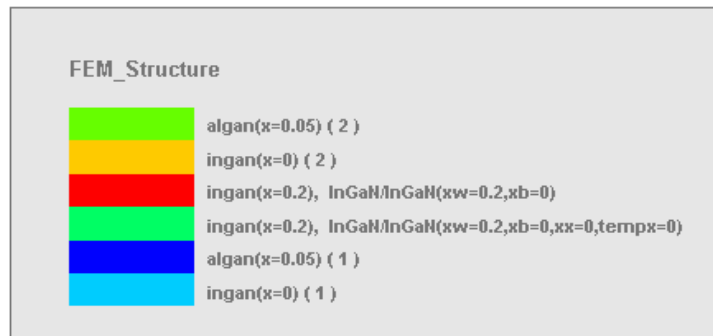 FEM_Structure
algan(x=0.05) ( 2 )
ingan(x=0) ( 2 )
ingan(x=0.2), InGaN/InGaN(xw=0.2,xb=0)
ingan(x=0.2), InGaN/InGaN(xw=0.2,xb=0,xx=0,tempx=0)
algan(x=0.05) ( 1 )
ingan(x=0) ( 1 )